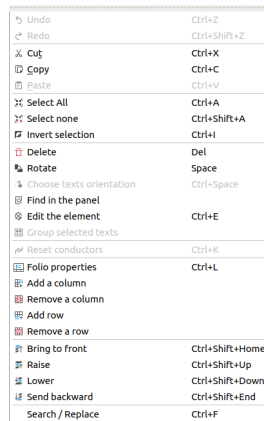 Undo Ctrl+Z
Redo Ctrl+Shift+Z
Cut Ctrl+X
Copy Ctrl+C
Paste Ctrl+V
Select All Ctrl+A
Select none Ctrl+Shift+A
Invert selection Ctrl+I
Delete Del
Rotate Space
Choose texts orientation Ctrl+Space
Find in the panel
Edit the element Ctrl+E
Group selected texts
Reset conductors Ctrl+K
Folio properties Ctrl+L
Add a column
Remove a column
Add row
Remove a row
Bring to front Ctrl+Shift+Home
Raise Ctrl+Shift+Up
Lower Ctrl+Shift+Down
Send backward Ctrl+Shift+End
Search / Replace Ctrl+F